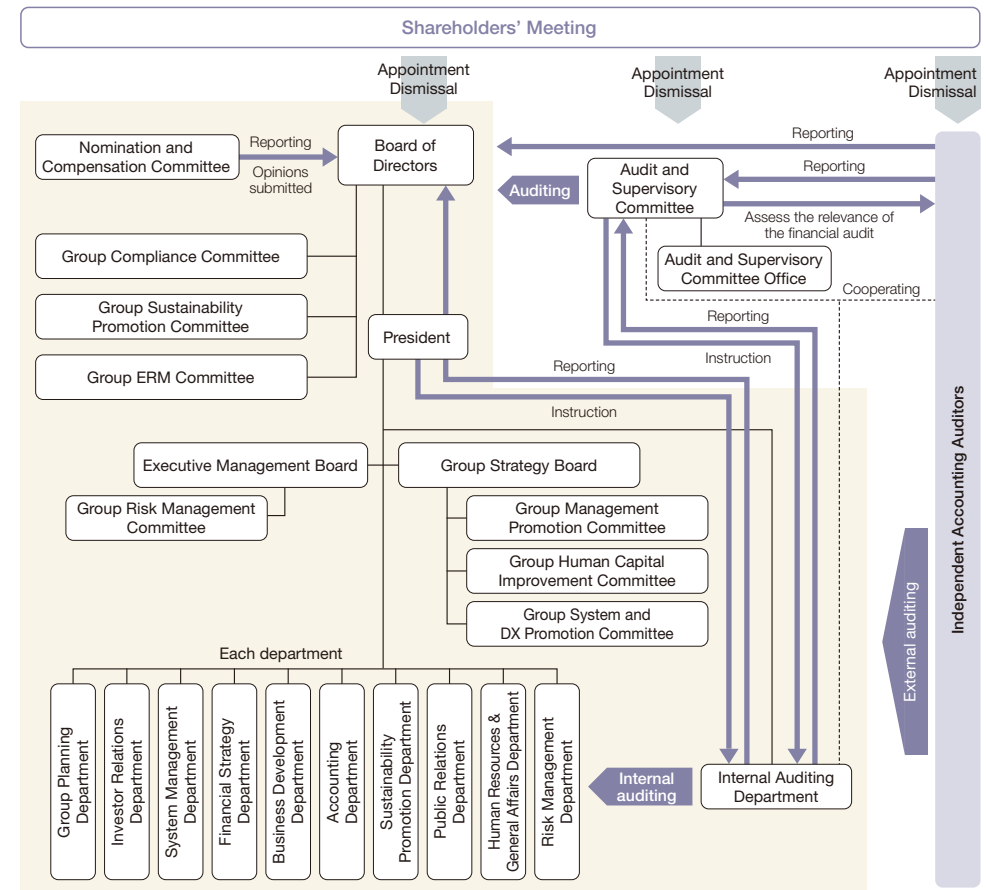 Shareholders' Meeting
Appointment
Dismissal
Appointment
Dismissal
Appointment
Dismissal
Nomination and
Compensation Committee
Reporting
Opinions
submitted
Board of
Directors
Reporting
Auditing
Audit and
Supervisory
Committee
Reporting
Assess the relevance of
the financial audit
Audit and Supervisory
Committee Office
Cooperating
Group Compliance Committee
Group Sustainability
Promotion Committee
Group ERM Committee
President
Reporting
Instruction
Reporting
Instruction
Executive Management Board
Group Strategy Board
Group Risk Management
Committee
Group Management
Promotion Committee
Group Human Capital
Improvement Committee
Group System and
DX Promotion Committee
Independent Accounting Auditors
External auditing
Each department
Group Planning
Department
Investor Relations
Department
System Management
Department
Financial Strategy
Department
Business Development
Department
Accounting
Department
Sustainability
Promotion Department
Public Relations
Department
Human Resources &
General Affairs Department
Risk Management
Department
Internal
auditing
Internal Auditing
Department